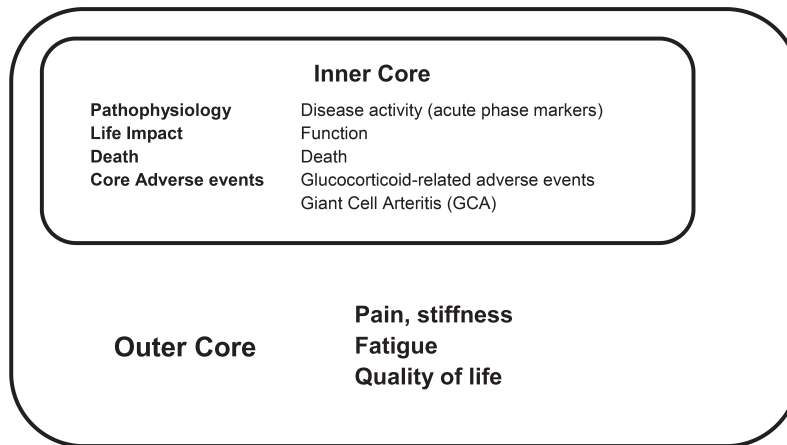 Inner Core
Pathophysiology Disease activity (acute phase markers)
Life Impact Function
Death Death
Core Adverse events Glucocorticoid-related adverse events
Giant Cell Arteritis (GCA)
Outer Core
Pain, stiffness
Fatigue
Quality of life